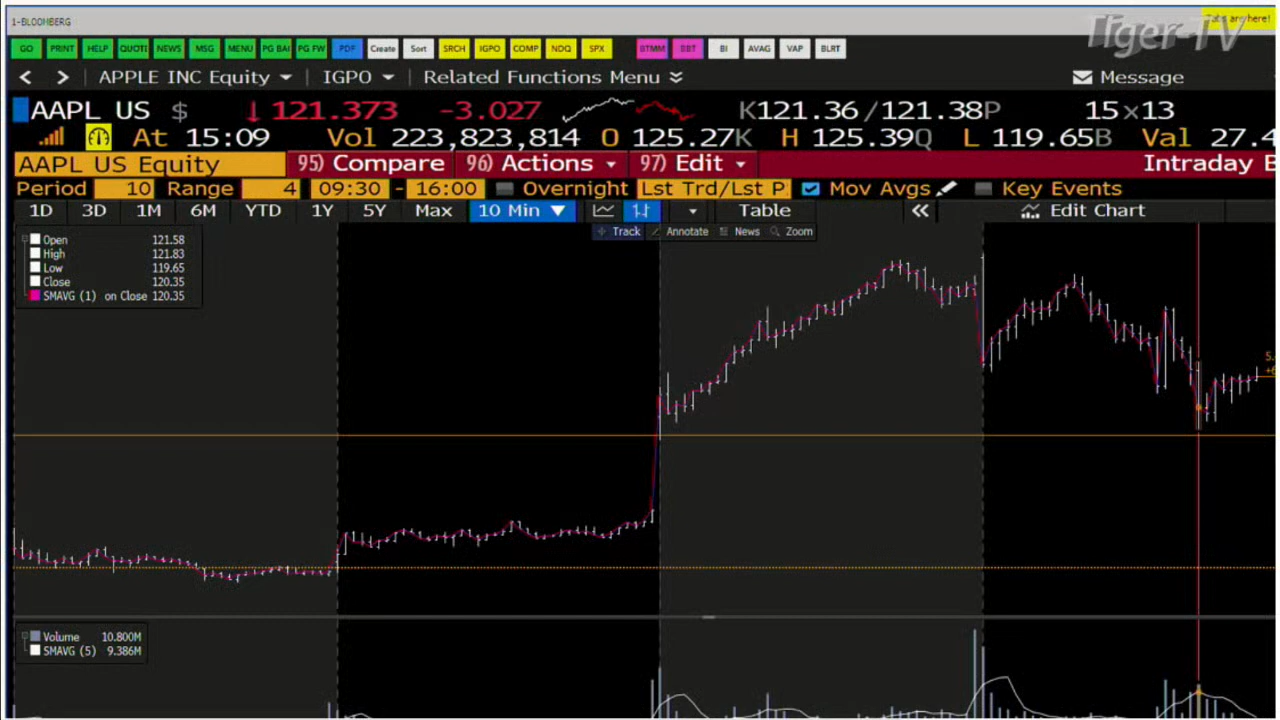 1-BLOOMBERG
Tabs anywhere!
Tiger-TV
GO PRINT HELP QUOTI NEWS MSG MENU PG BAI PG FW PDF Create Sort SRCH IGPO COMP NDQ SPX BTMM BBT BI AVAG VAP BLRT
< > APPLE INC Equity IGPO Related Functions Menu Message
AAPL US $ ↓ 121.373 -3.027 K121.36/121.38P 15x13
At 15:09 Vol 223,823,814 O 125.27K H 125.39Q L 119.65B Val 27.4
AAPL US Equity 95) Compare 96) Actions 97) Edit Intraday B
Period 10 Range 4 09:30 - 16:00 Overnight Lst Trd/Lst P Mov Avgs Key Events
1D 3D 1M 6M YTD 1Y 5Y Max 10 Min ▼ Table « Edit Chart
Track Annotate News Zoom
Open 121.58
High 121.83
Low 119.65
Close 120.35
SMAVG (1) on Close 120.35
Volume 10.800M
SMAVG (5) 9.386M